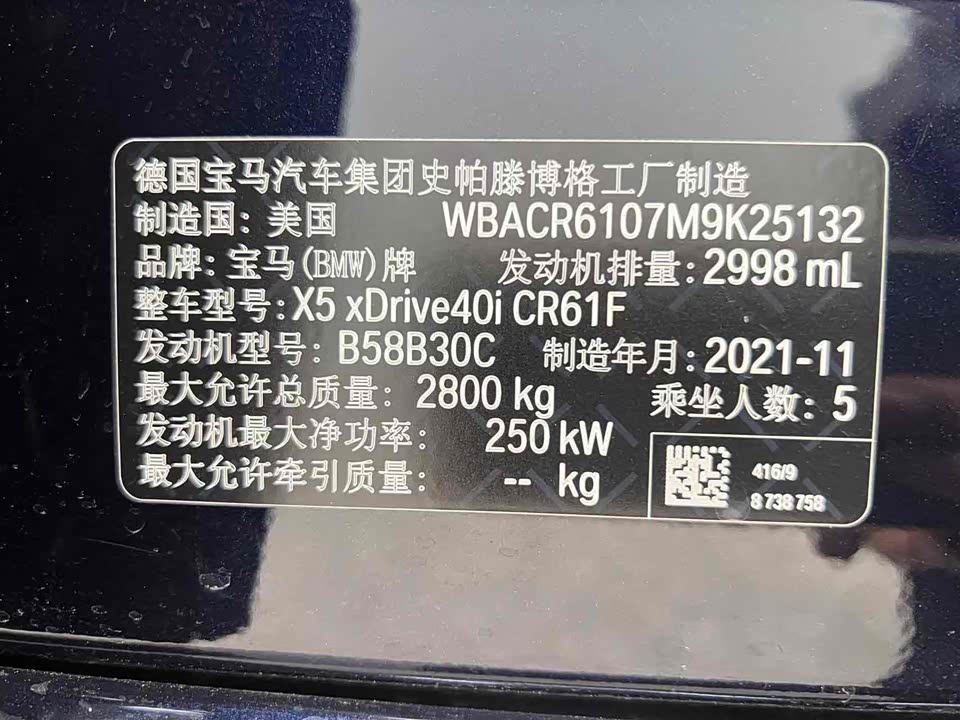 德国宝马汽车集团史帕滕博格工厂制造
制造国: 美国 WBACR6107M9K25132
品牌: 宝马(BMW)牌 发动机排量: 2998 mL
整车型号: X5 xDrive40i CR61F
发动机型号: B58B30C 制造年月: 2021-11
最大允许总质量: 2800 kg 乘坐人数: 5
发动机最大净功率: 250 kW
最大允许牵引质量: -- kg
416/9
8 738 758